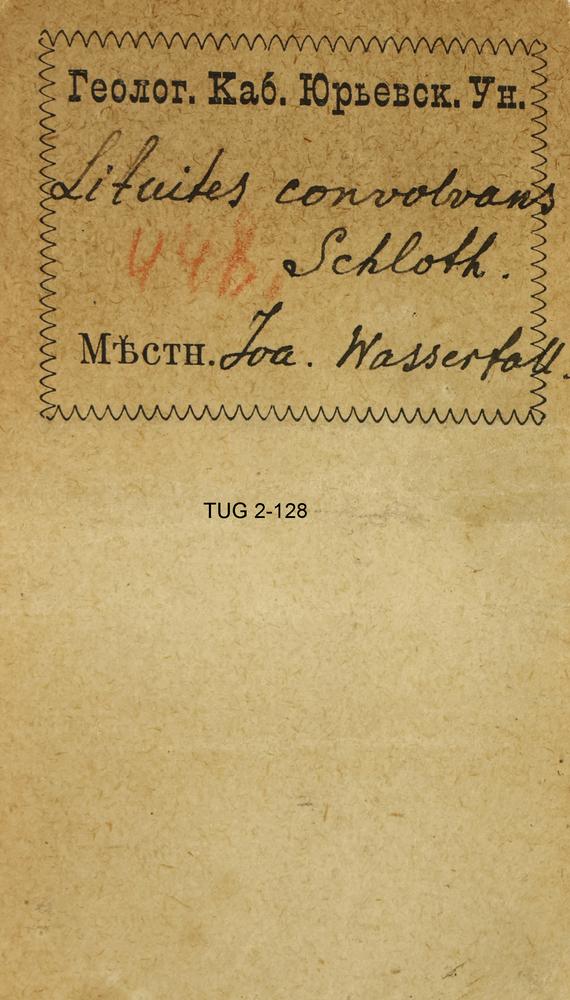 Геолог. Каб. Юрьевск. Ун.
Lituites convolvans
448.
Schloth.
Мѣстн. Joa. Wasserfall.
TUG 2-128